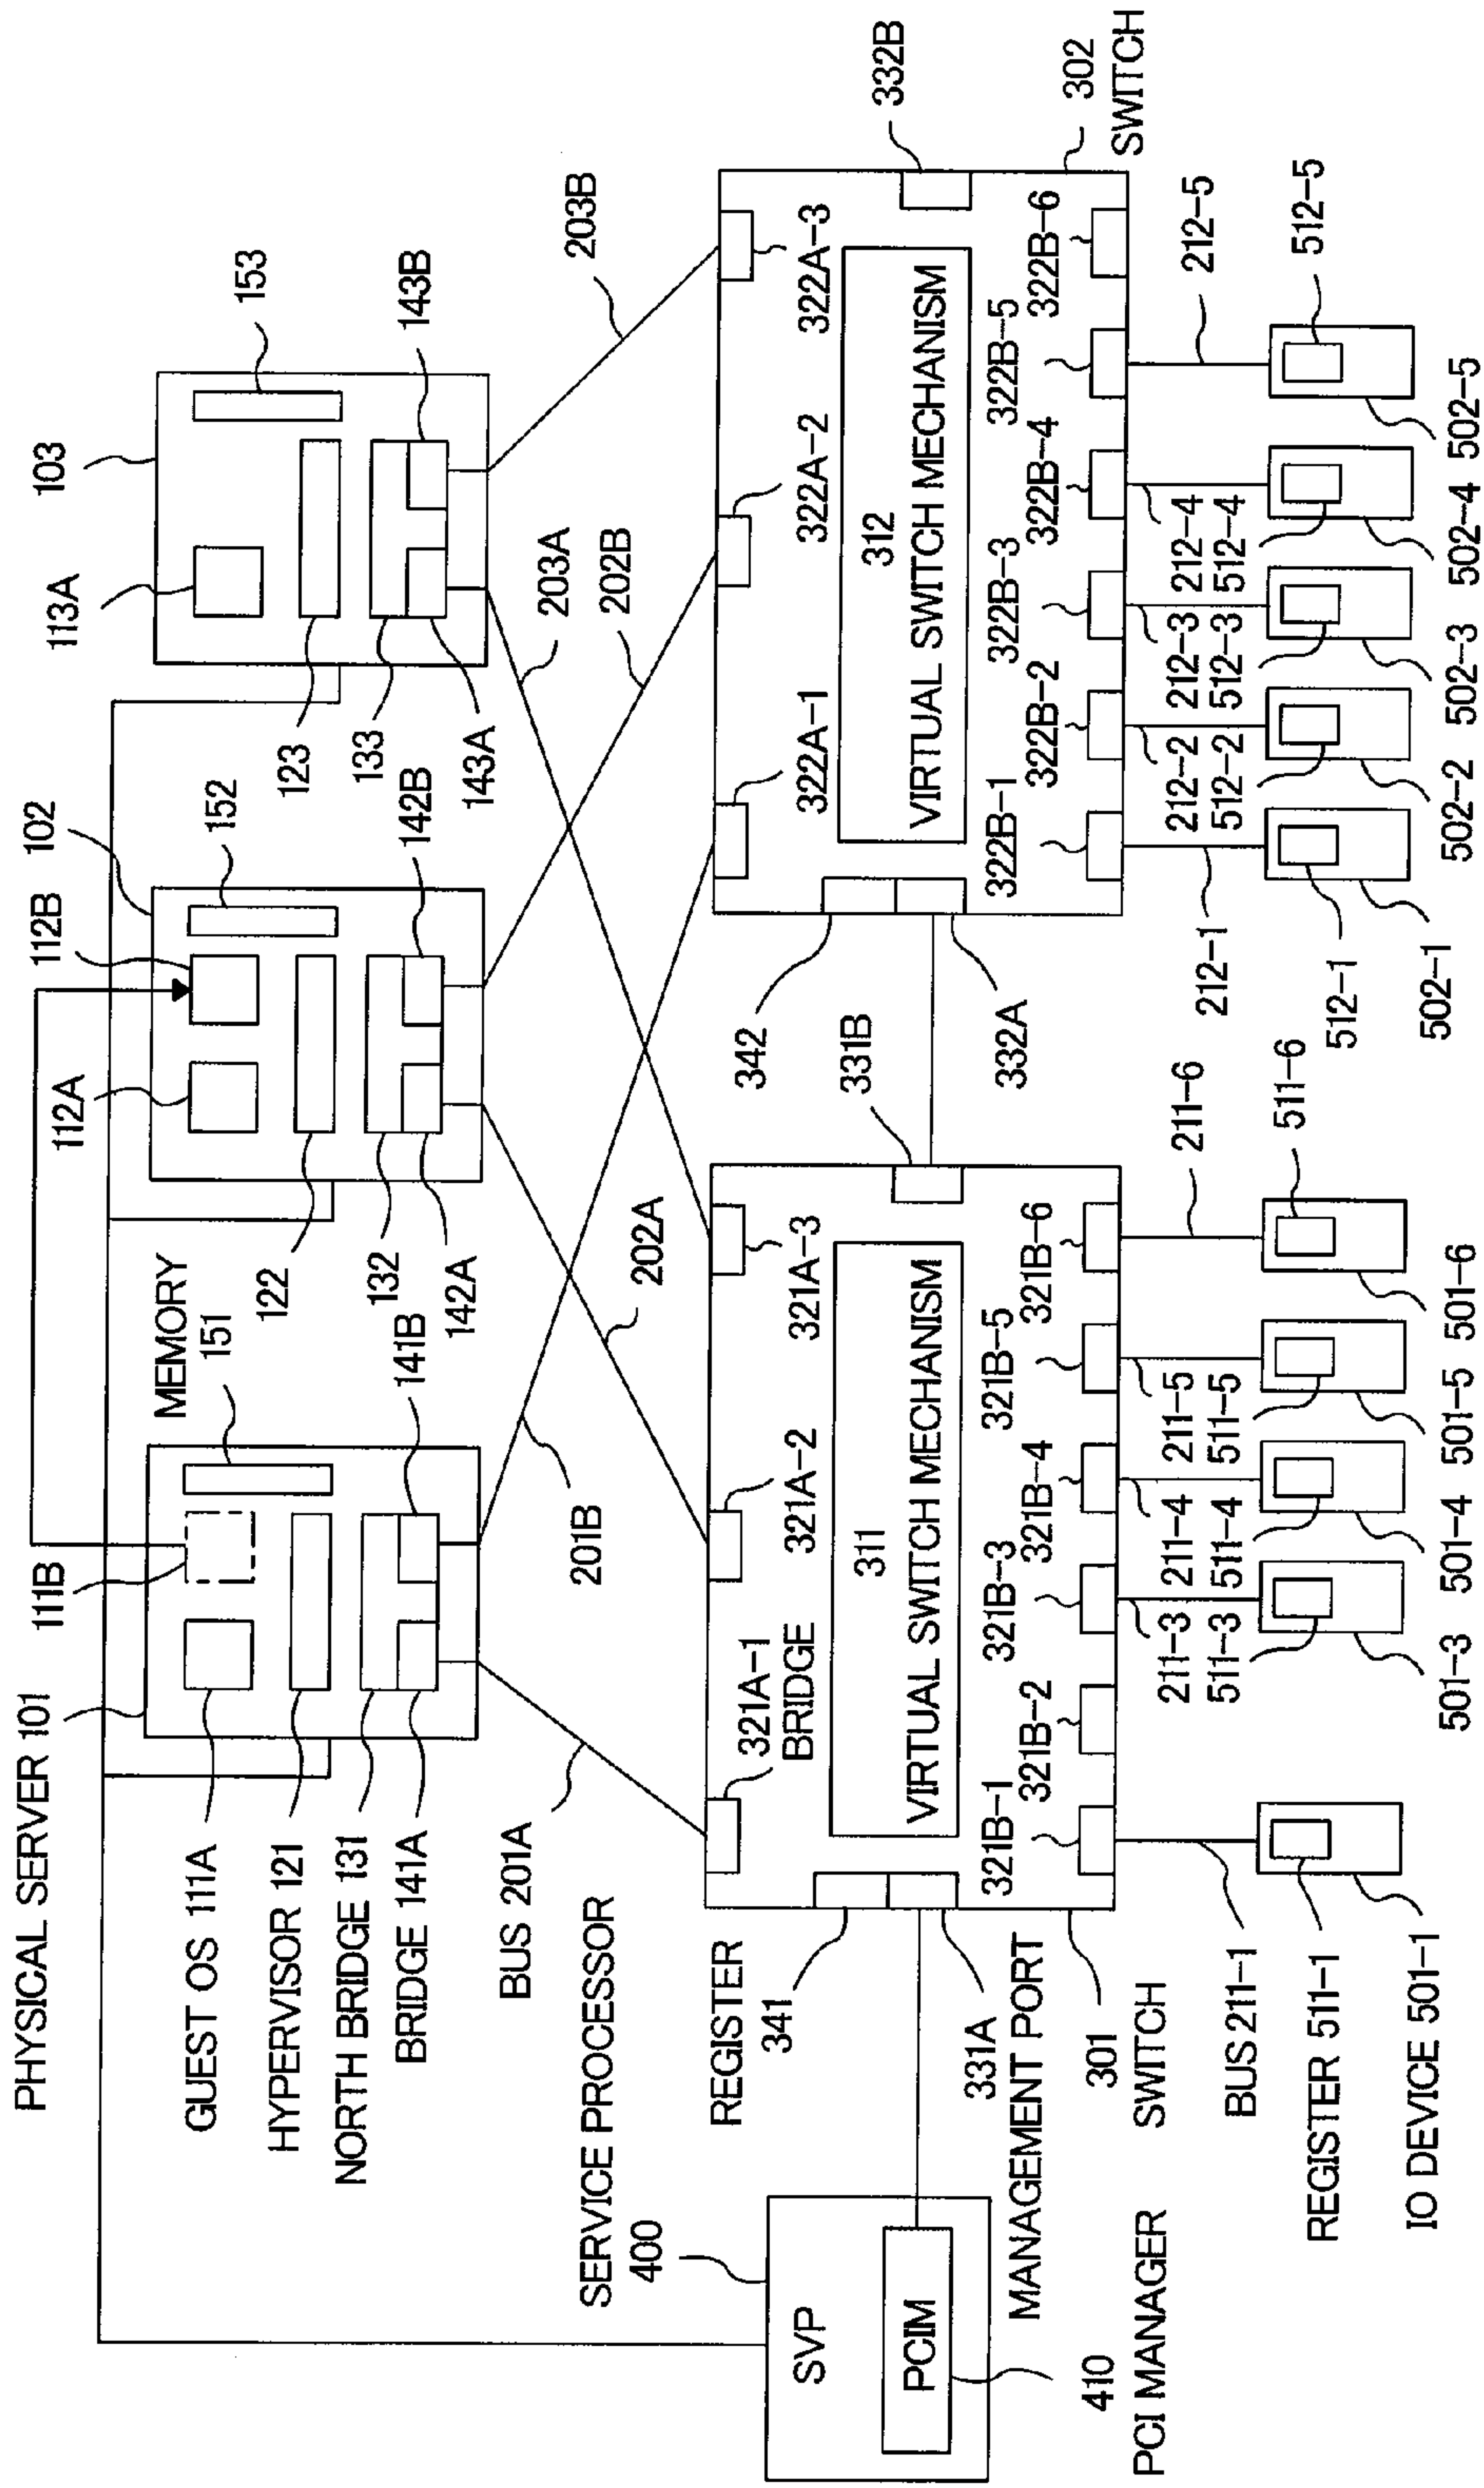 PHYSICAL SERVER 101
GUEST OS 111A
HYPERVISOR 121
NORTH BRIDGE 131
BRIDGE 141A
111B
MEMORY
151
141B
102
112A
112B
152
122
132
142A
142B
103
113A
153
123
133
143A
143B
BUS 201A
201B
202A
202B
203A
203B
SERVICE PROCESSOR
400
SVP
PCIM
410
PCI MANAGER
REGISTER
341
331A
MANAGEMENT PORT
301
SWITCH
321A-1
BRIDGE
321A-2
321A-3
311
VIRTUAL SWITCH MECHANISM
331B
321B-1
321B-2
321B-3
321B-4
321B-5
321B-6
342
332A
322A-1
322A-2
322A-3
312
VIRTUAL SWITCH MECHANISM
332B
302
SWITCH
322B-1
322B-2
322B-3
322B-4
322B-5
322B-6
BUS 211-1
REGISTER 511-1
IO DEVICE 501-1
211-3
511-3
501-3
211-4
511-4
501-4
211-5
511-5
501-5
211-6
511-6
501-6
212-1
512-1
502-1
212-2
512-2
502-2
212-3
512-3
502-3
212-4
512-4
502-4
212-5
512-5
502-5